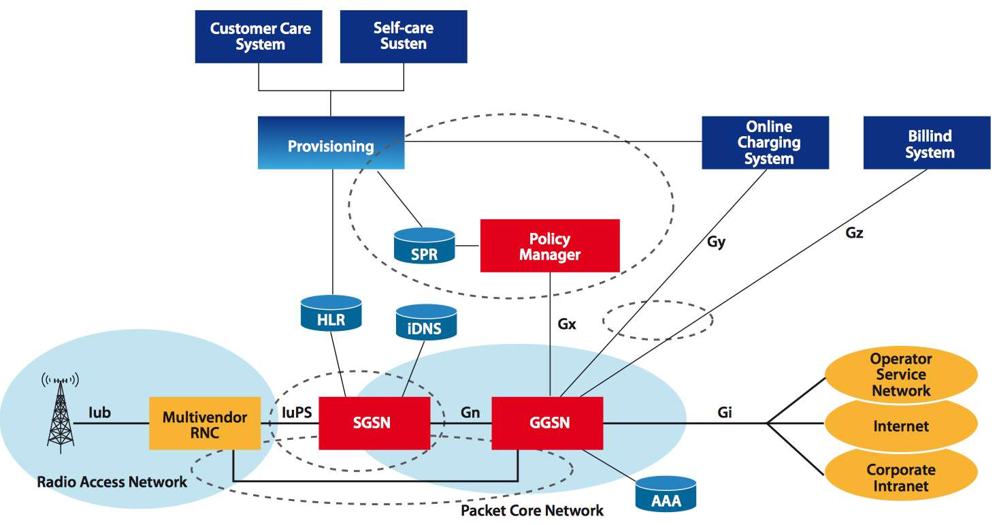 Customer Care
System
Self-care
Susten
Provisioning
Online
Charging
System
Billind
System
SPR
Policy
Manager
Gy
Gz
HLR
iDNS
Gx
Iub
Multivendor
RNC
IuPS
SGSN
Gn
GGSN
Gi
Operator
Service
Network
Internet
Corporate
Intranet
Radio Access Network
AAA
Packet Core Network